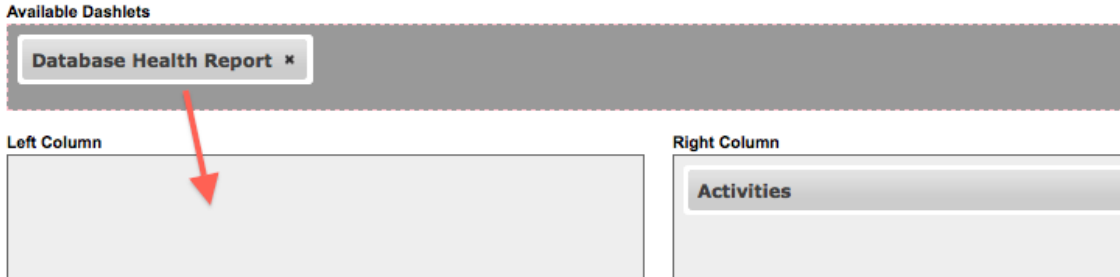 Available Dashlets
Database Health Report ×
Left Column
Right Column
Activities